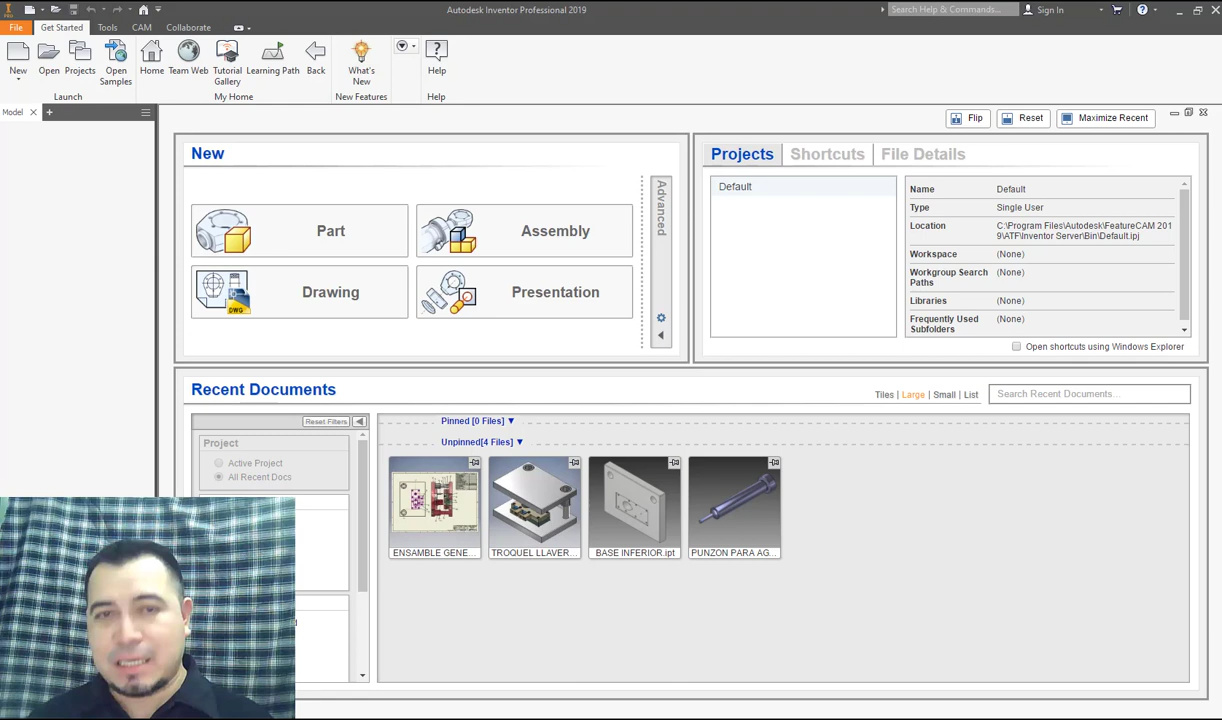 PRO
Autodesk Inventor Professional 2019
Search Help & Commands...
Sign In
File
Get Started
Tools
CAM
Collaborate
New
Open
Projects
Open
Samples
Home
Team Web
Tutorial
Gallery
Learning Path
Back
What's
New
Help
Launch
My Home
New Features
Help
Model
Flip
Reset
Maximize Recent
New
Part
Assembly
Drawing
DWG
Presentation
Advanced
Projects
Shortcuts
File Details
Default
Name Default
Type Single User
Location C:\Program Files\Autodesk\FeatureCAM 201
9\ATF\Inventor Server\Bin\Default.ipj
Workspace (None)
Workgroup Search (None)
Paths
Libraries (None)
Frequently Used (None)
Subfolders
Open shortcuts using Windows Explorer
Recent Documents
Tiles | Large | Small | List
Search Recent Documents...
Reset Filters
Project
Active Project
All Recent Docs
Pinned [0 Files]
Unpinned[4 Files]
ENSAMBLE GENE...
TROQUEL LLAVER...
BASE INFERIOR.ipt
PUNZON PARA AG...